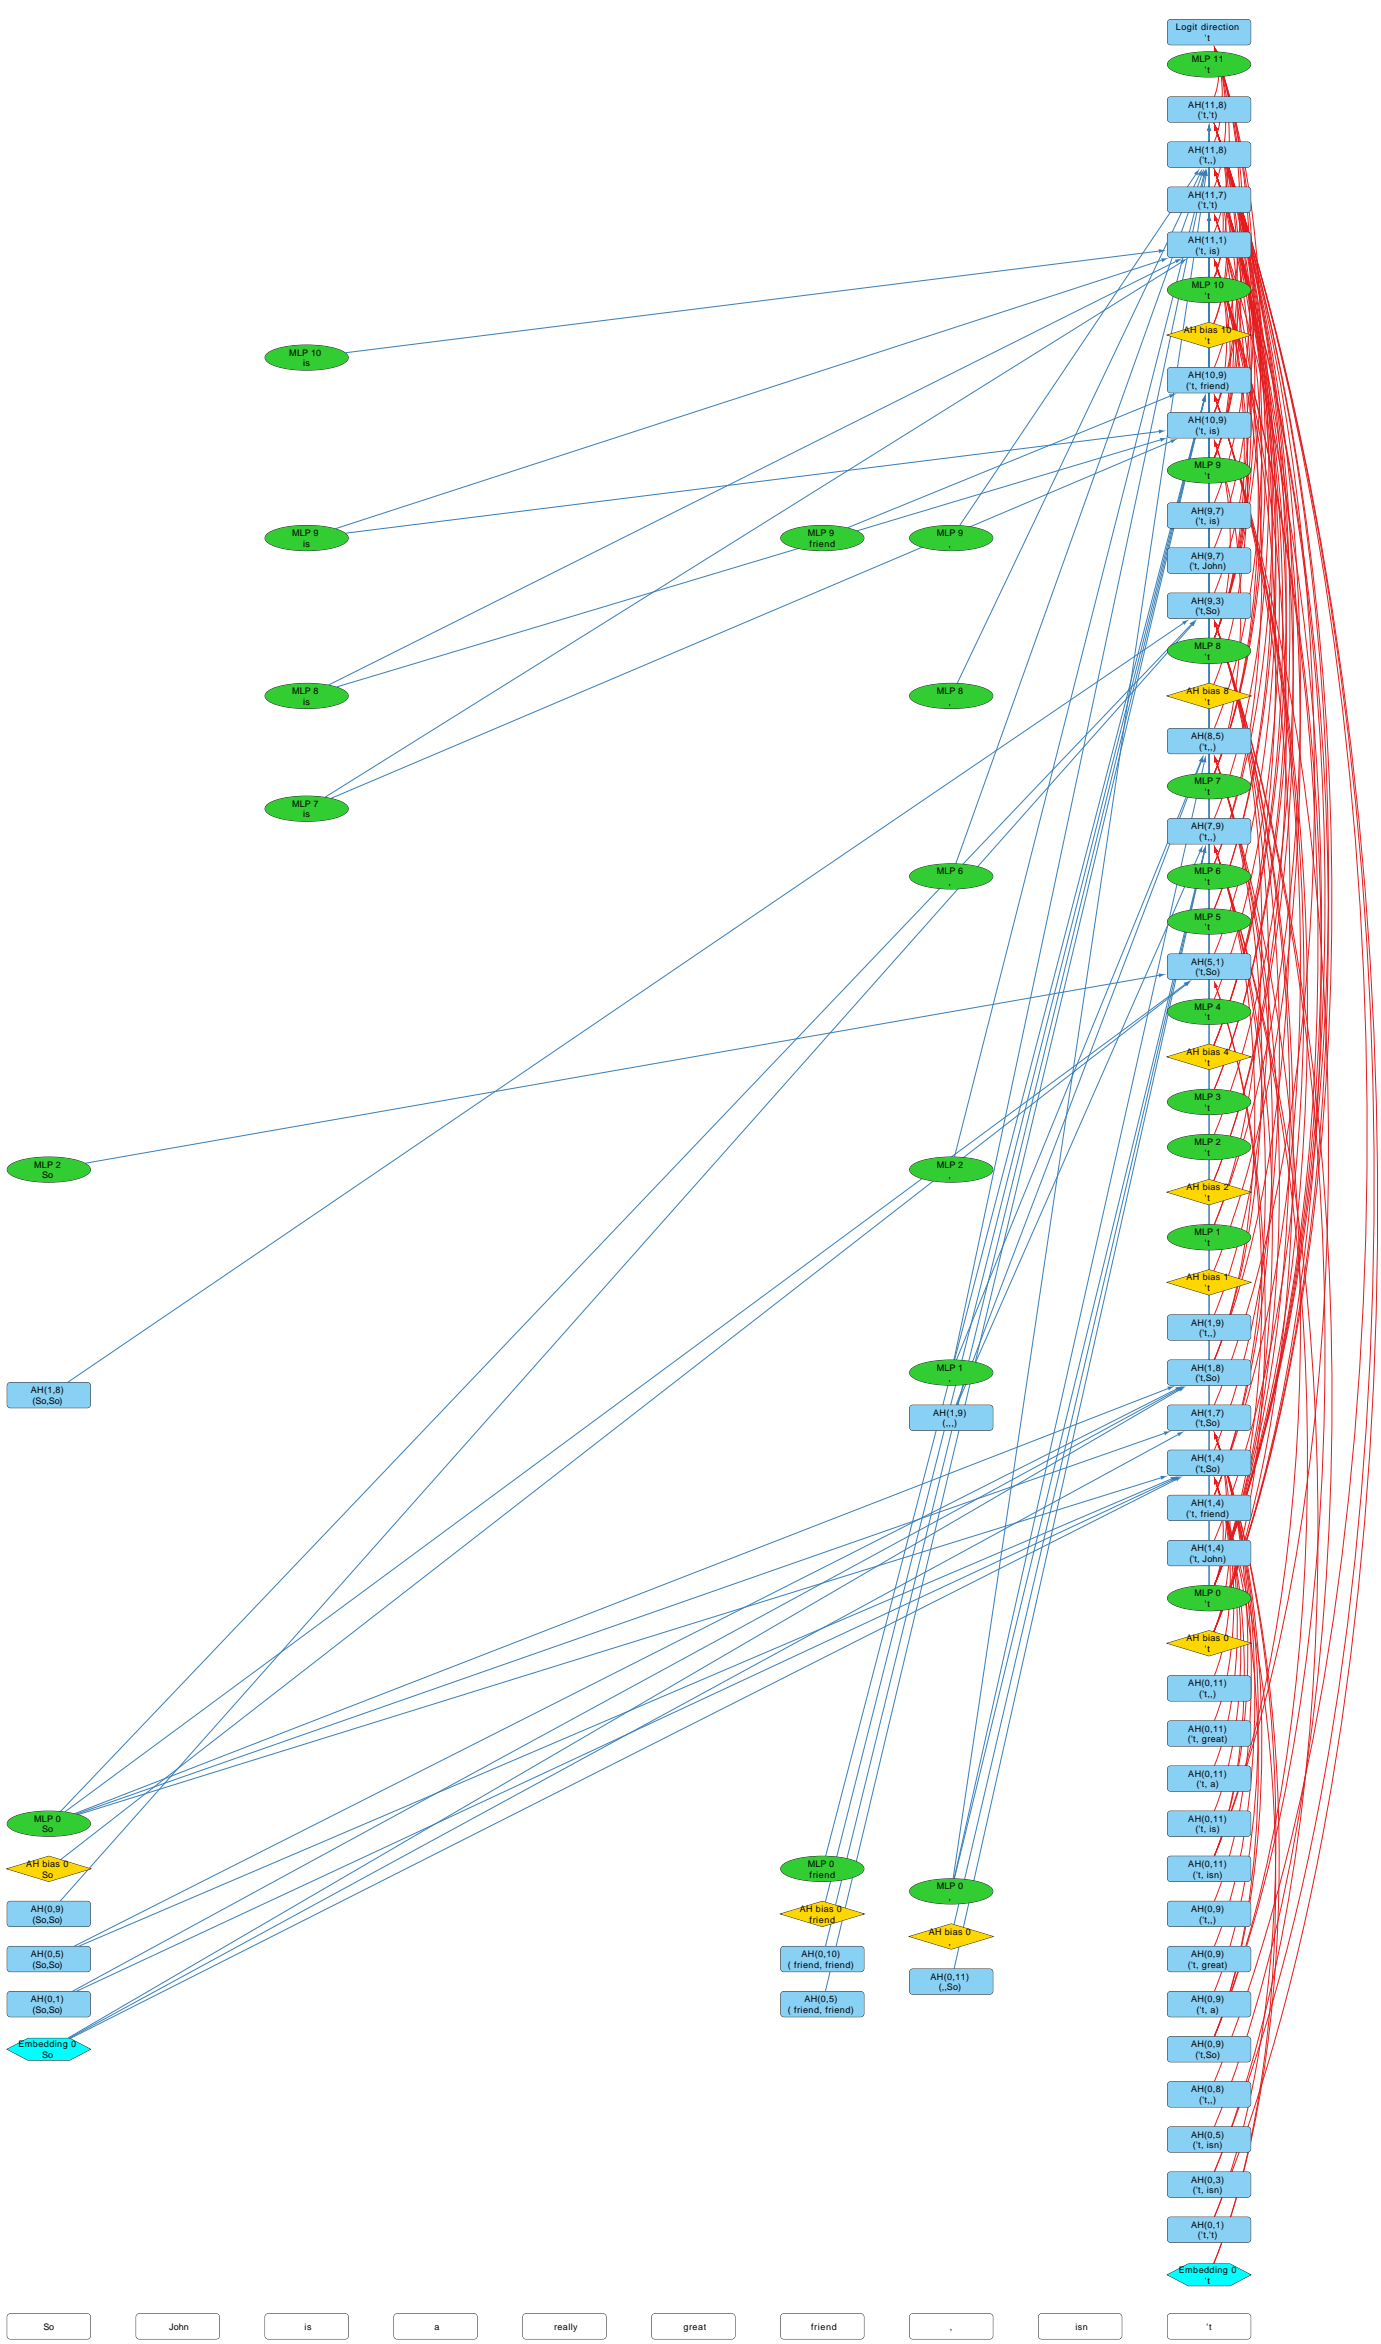 Logit direction
't
MLP 11
't
AH(11,8)
('t,'t)
AH(11,8)
('t,,)
AH(11,7)
('t,'t)
AH(11,1)
('t, is)
MLP 10
't
AH bias 10
't
MLP 10
is
AH(10,9)
('t, friend)
AH(10,9)
('t, is)
MLP 9
't
AH(9,7)
('t, is)
MLP 9
is
MLP 9
friend
MLP 9
,
AH(9,7)
('t, John)
AH(9,3)
('t,So)
MLP 8
't
MLP 8
is
MLP 8
,
AH bias 8
't
AH(8,5)
('t,,)
MLP 7
't
MLP 7
is
AH(7,9)
('t,,)
MLP 6
,
MLP 6
't
MLP 5
't
AH(5,1)
('t,So)
MLP 4
't
AH bias 4
't
MLP 3
't
MLP 2
't
MLP 2
So
MLP 2
,
AH bias 2
't
MLP 1
't
AH bias 1
't
AH(1,9)
('t,,)
MLP 1
,
AH(1,8)
('t,So)
AH(1,8)
(So,So)
AH(1,9)
(,,,)
AH(1,7)
('t,So)
AH(1,4)
('t,So)
AH(1,4)
('t, friend)
AH(1,4)
('t, John)
MLP 0
't
AH bias 0
't
AH(0,11)
('t,,)
AH(0,11)
('t, great)
AH(0,11)
('t, a)
MLP 0
So
AH(0,11)
('t, is)
AH bias 0
So
MLP 0
friend
AH(0,11)
('t, isn)
MLP 0
,
AH(0,9)
(So,So)
AH bias 0
friend
AH(0,9)
('t,,)
AH bias 0
,
AH(0,5)
(So,So)
AH(0,10)
( friend, friend)
AH(0,9)
('t, great)
AH(0,11)
(,,So)
AH(0,1)
(So,So)
AH(0,5)
( friend, friend)
AH(0,9)
('t, a)
Embedding 0
So
AH(0,9)
('t,So)
AH(0,8)
('t,,)
AH(0,5)
('t, isn)
AH(0,3)
('t, isn)
AH(0,1)
('t,'t)
Embedding 0
't
So John is a really great friend , isn 't